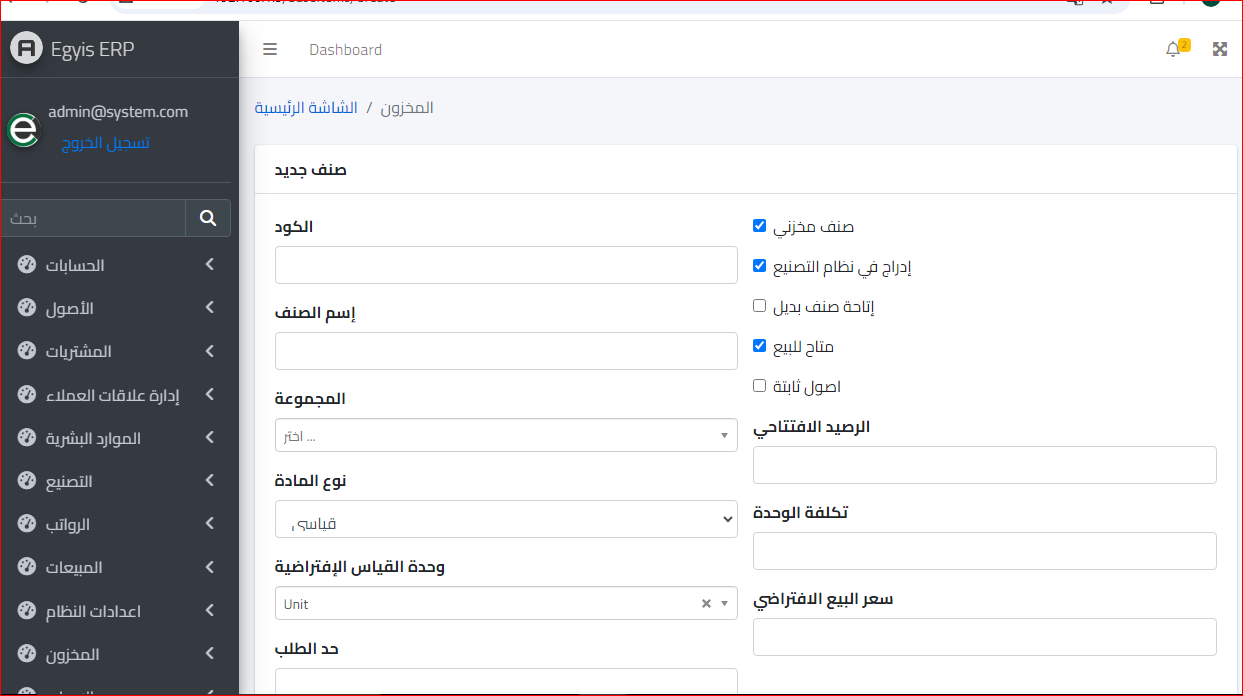 Egyis ERP
Dashboard
2
admin@system.com
تسجيل الخروج
بحث
الحسابات
الأصول
المشتريات
إدارة علاقات العملاء
الموارد البشرية
التصنيع
الرواتب
المبيعات
اعدادات النظام
المخزون
الشاشة الرئيسية / المخزون
صنف جديد
الكود
إسم الصنف
المجموعة
اختر ...
نوع المادة
قياسي
وحدة القياس الإفتراضية
Unit
حد الطلب
صنف مخزني
إدراج في نظام التصنيع
إتاحة صنف بديل
متاح للبيع
اصول ثابتة
الرصيد الافتتاحي
تكلفة الوحدة
سعر البيع الافتراضي